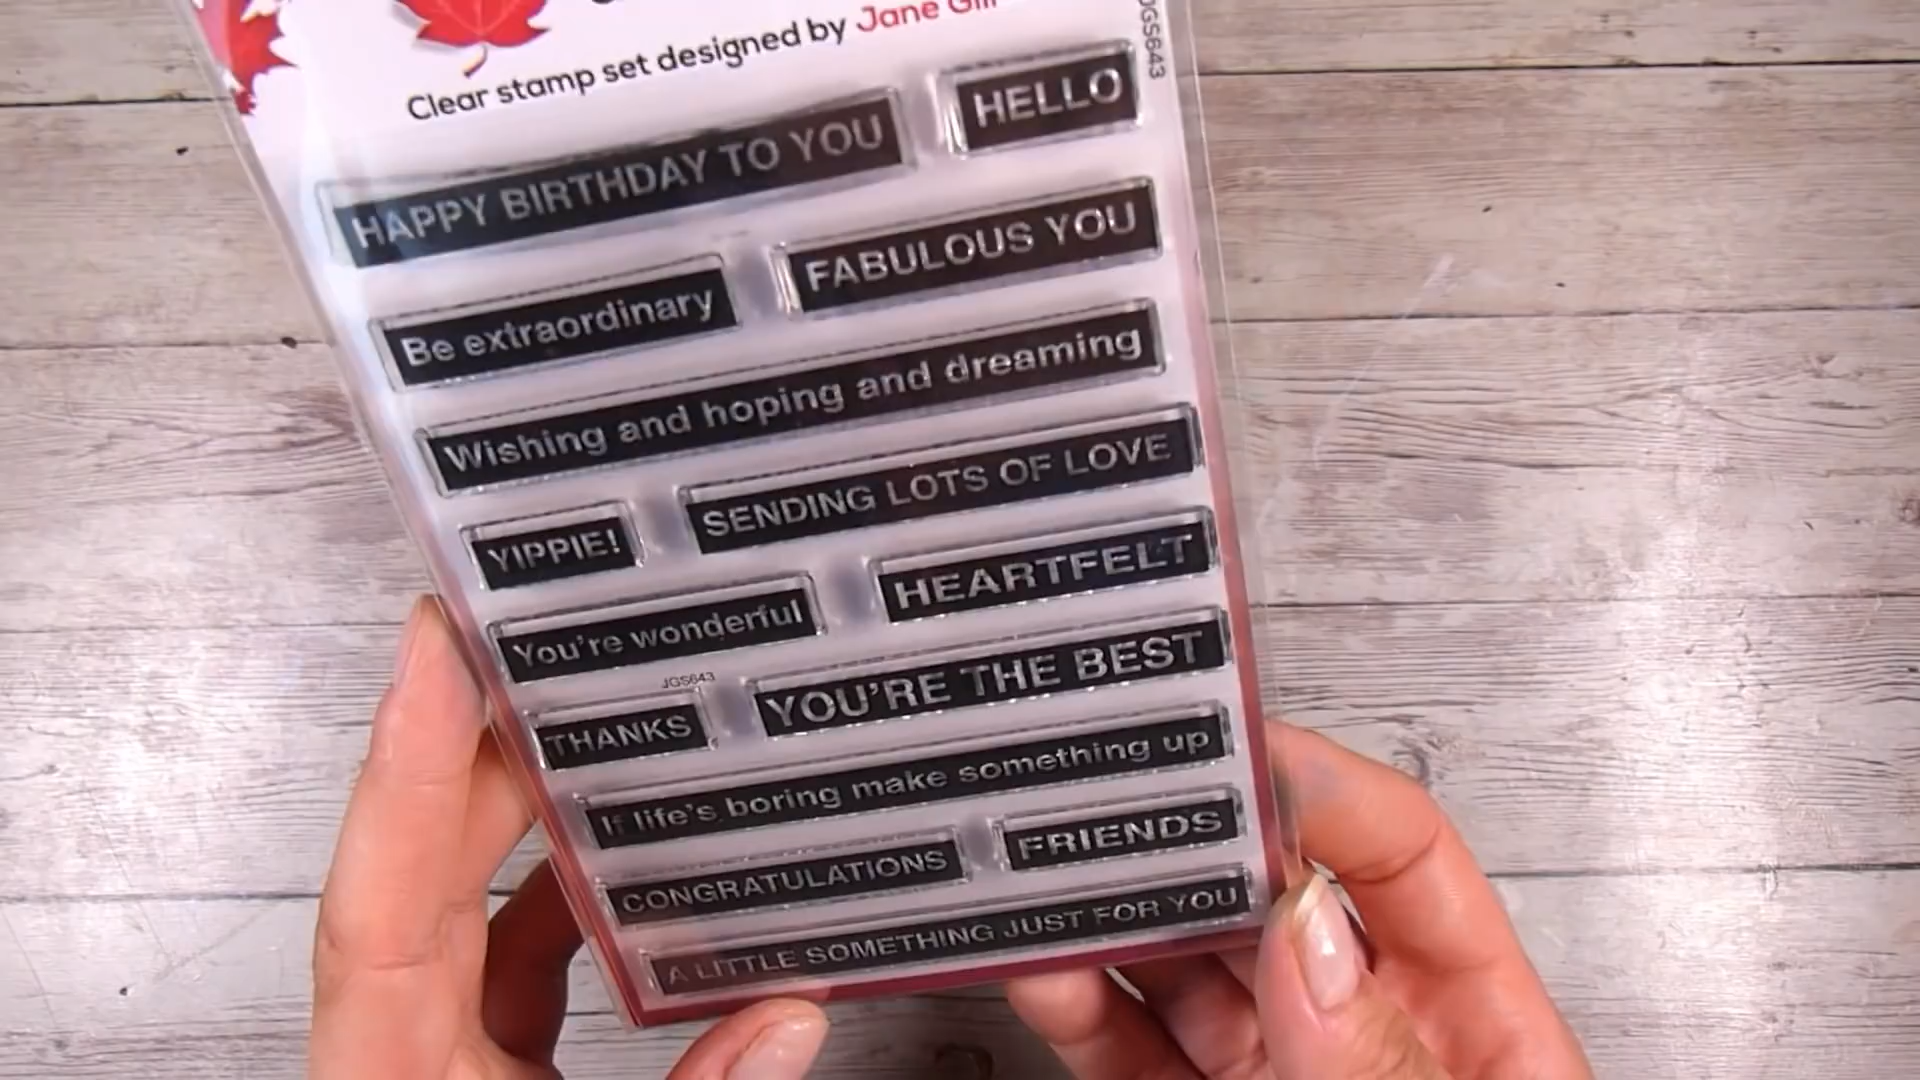 Clear stamp set designed by Jane Gill
JGS643
HAPPY BIRTHDAY TO YOU
HELLO
Be extraordinary
FABULOUS YOU
Wishing and hoping and dreaming
YIPPIE!
SENDING LOTS OF LOVE
You're wonderful
HEARTFELT
JGS643
THANKS
YOU'RE THE BEST
If life's boring make something up
CONGRATULATIONS
FRIENDS
A LITTLE SOMETHING JUST FOR YOU